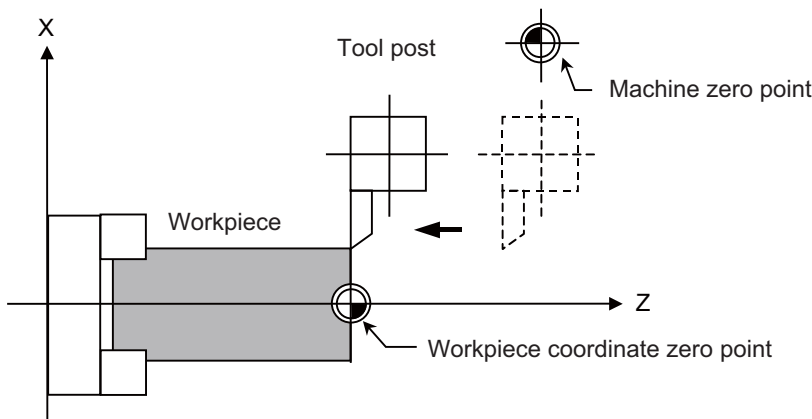 X
Tool post
Machine zero point
Workpiece
Z
Workpiece coordinate zero point